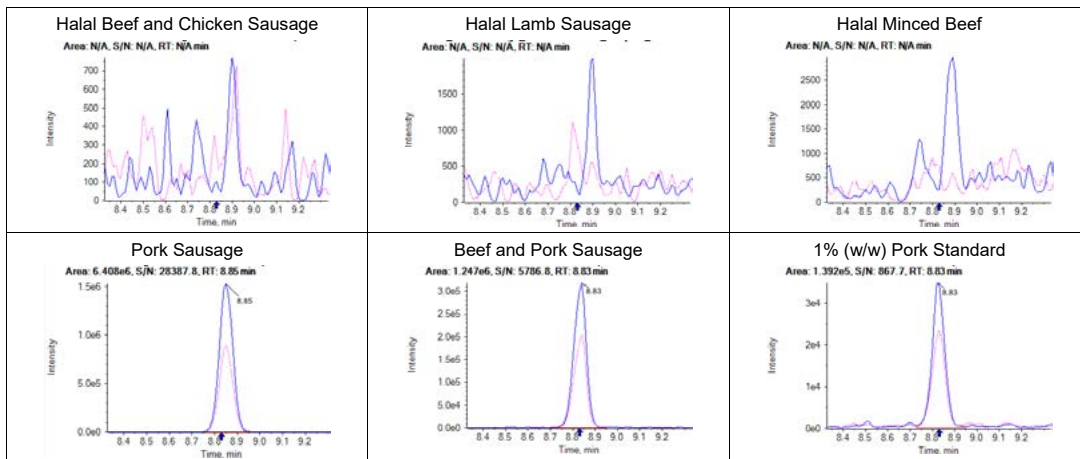 Halal Beef and Chicken Sausage
Area: N/A, S/N: N/A, RT: N/A min
700
600
500
400
300
200
100
0
Intensity
8.4 8.5 8.6 8.7 8.8 8.9 9.0 9.1 9.2
Time, min
Halal Lamb Sausage
Area: N/A, S/N: N/A, RT: N/A min
1500
1000
500
0
Intensity
8.4 8.5 8.6 8.7 8.8 8.9 9.0 9.1 9.2
Time, min
Halal Minced Beef
Area: N/A, S/N: N/A, RT: N/A min
2500
2000
1500
1000
500
0
Intensity
8.4 8.5 8.6 8.7 8.8 8.9 9.0 9.1 9.2
Time, min
Pork Sausage
Area: 6.408e6, S/N: 28387.8, RT: 8.85 min
1.5e6
1.0e6
5.0e5
0.0e0
Intensity
8.85
8.4 8.5 8.6 8.7 8.8 8.9 9.0 9.1 9.2
Time, min
Beef and Pork Sausage
Area: 1.247e6, S/N: 5786.8, RT: 8.83 min
3.0e5
2.5e5
2.0e5
1.5e5
1.0e5
5.0e4
0.0e0
Intensity
8.83
8.4 8.5 8.6 8.7 8.8 8.9 9.0 9.1 9.2
Time, min
1% (w/w) Pork Standard
Area: 1.392e5, S/N: 867.7, RT: 8.83 min
3e4
2e4
1e4
0e0
Intensity
8.83
8.4 8.5 8.6 8.7 8.8 8.9 9.0 9.1 9.2
Time, min